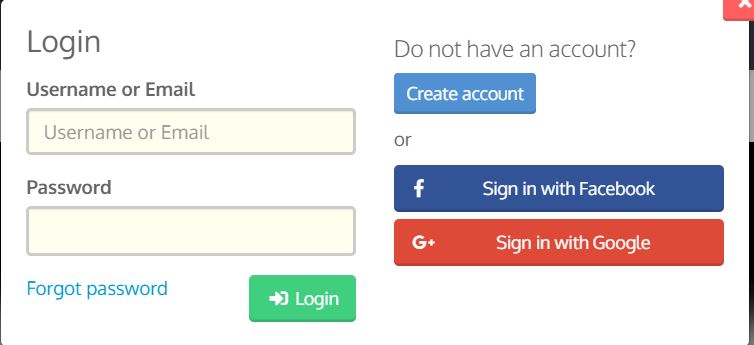 Login
Username or Email
Username or Email
Password
Forgot password
Login
Do not have an account?
Create account
or
Sign in with Facebook
G+ Sign in with Google